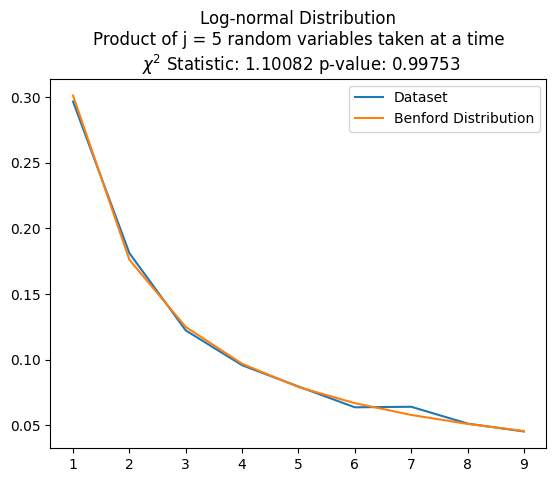 Log-normal Distribution
Product of j = 5 random variables taken at a time
χ² Statistic: 1.10082 p-value: 0.99753
Dataset
Benford Distribution
0.30
0.25
0.20
0.15
0.10
0.05
1 2 3 4 5 6 7 8 9